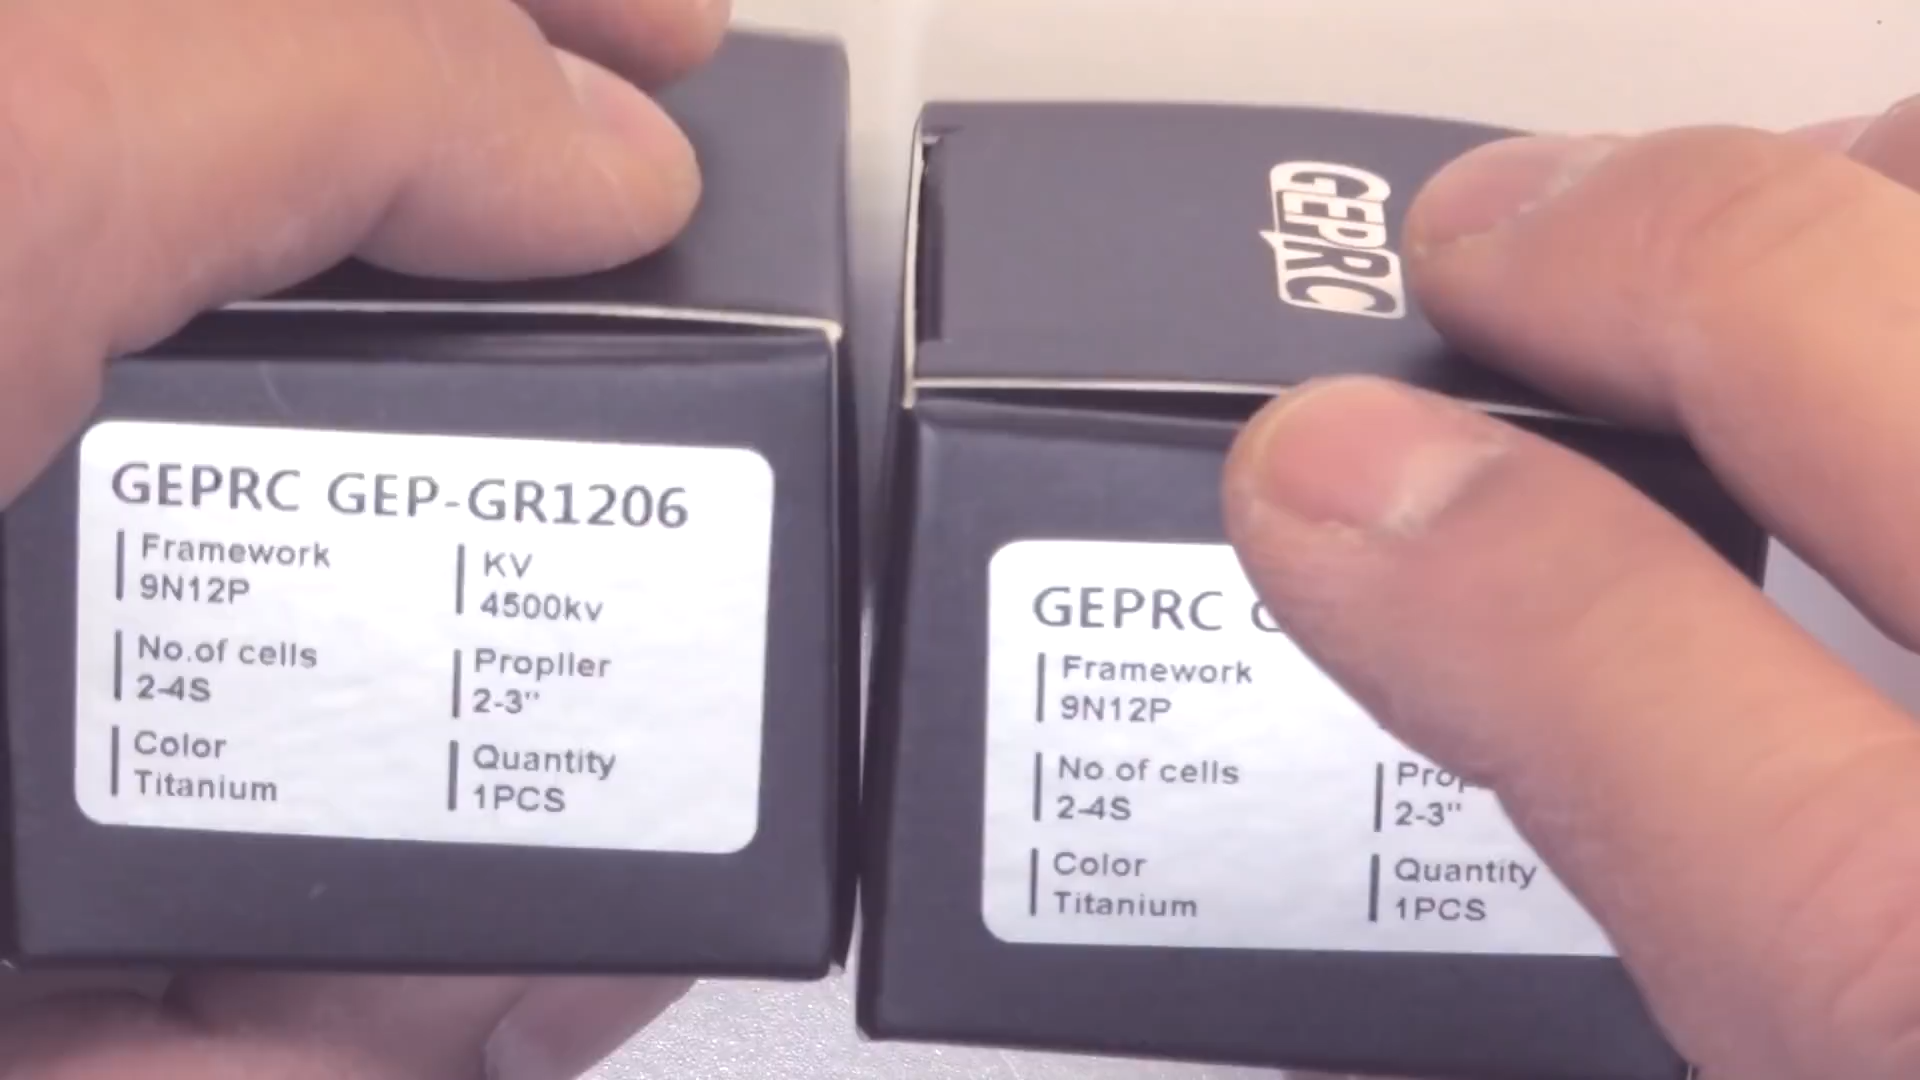 GEPRC
GEPRC GEP-GR1206
Framework
9N12P
KV
4500kv
No.of cells
2-4S
Propller
2-3"
Color
Titanium
Quantity
1PCS
GEPRC
Framework
9N12P
No.of cells
2-4S
2-3"
Color
Titanium
Quantity
1PCS